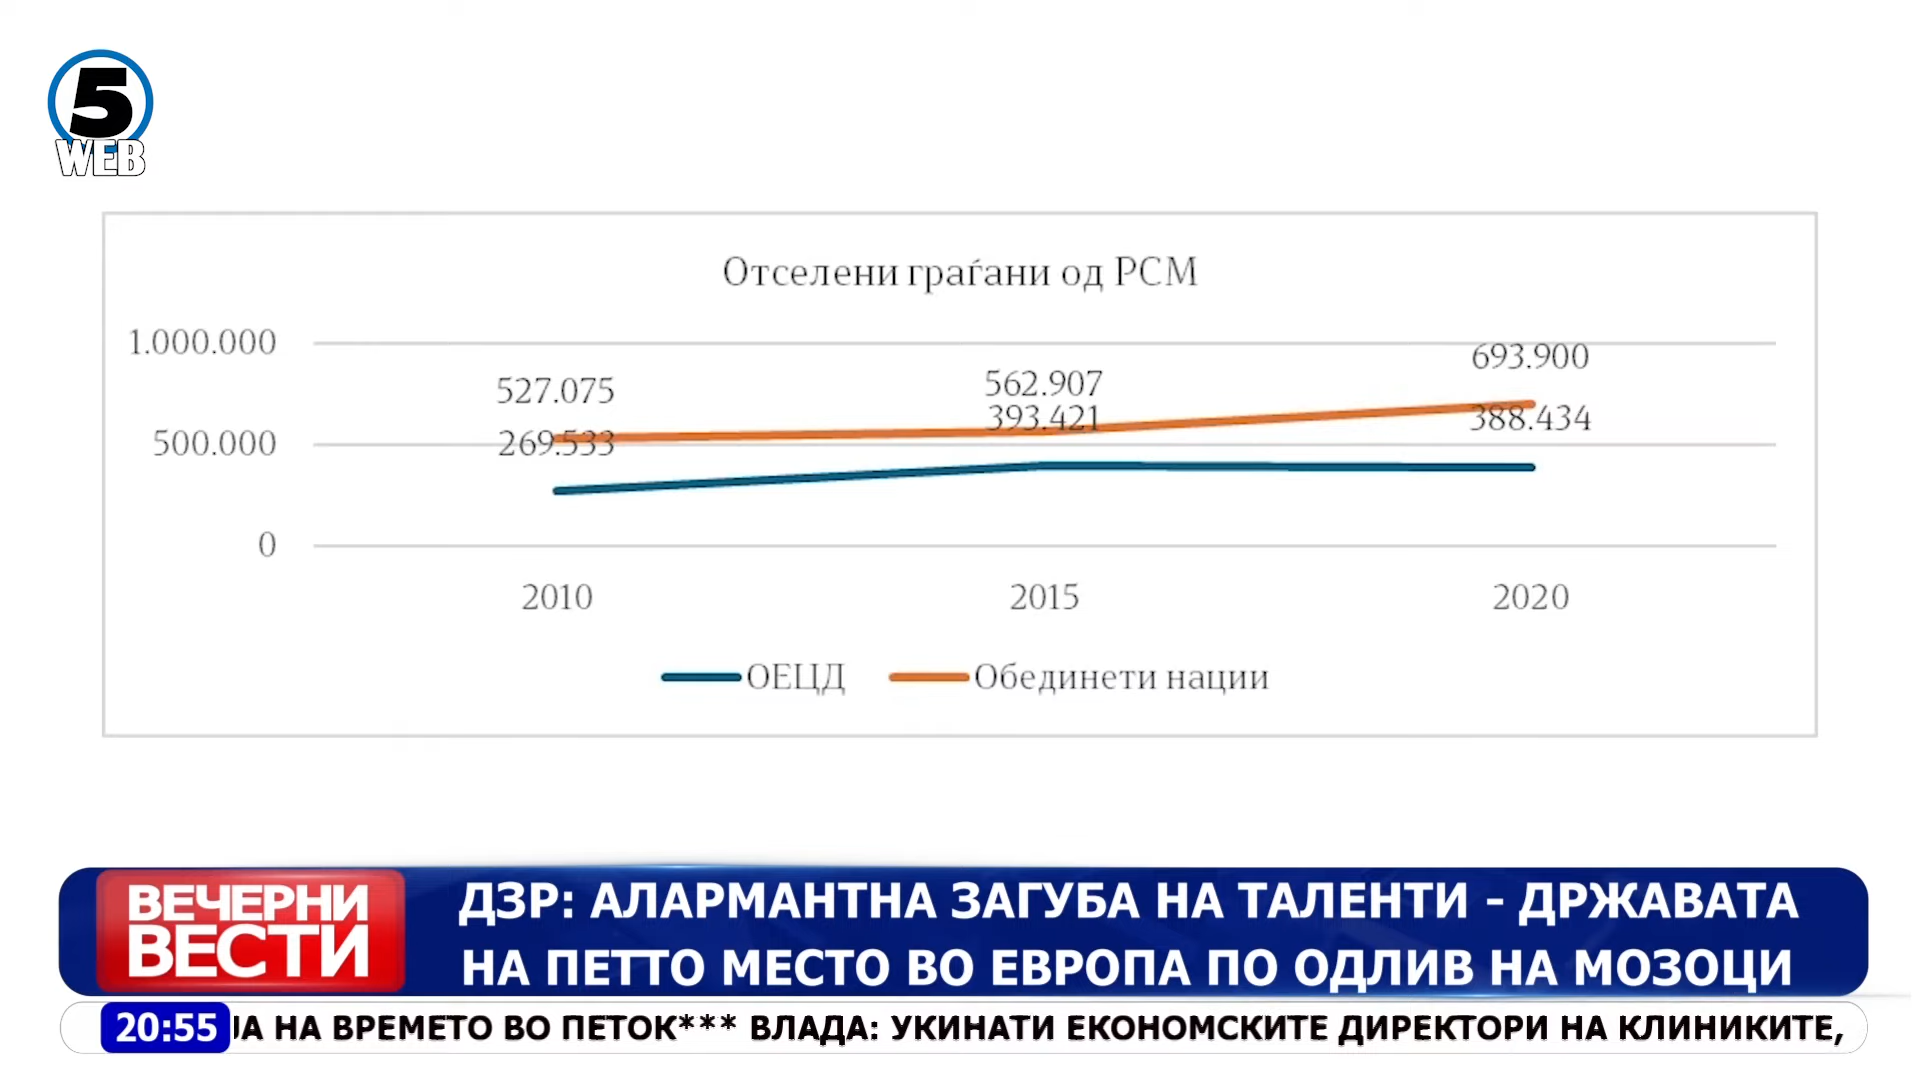 5
WEB
Отселени граѓани од РСМ
1.000.000
693.900
527.075
562.907
393.421
388.434
500.000
269.533
0
2010
2015
2020
ОЕЦД
Обединети нации
ВЕЧЕРНИ
ВЕСТИ
ДЗР: АЛАРМАНТНА ЗАГУБА НА ТАЛЕНТИ - ДРЖАВАТА
НА ПЕТТО МЕСТО ВО ЕВРОПА ПО ОДЛИВ НА МОЗОЦИ
20:55
ЈА НА ВРЕМЕТО ВО ПЕТОК*** ВЛАДА: УКИНАТИ ЕКОНОМСКИТЕ ДИРЕКТОРИ НА КЛИНИКИТЕ,